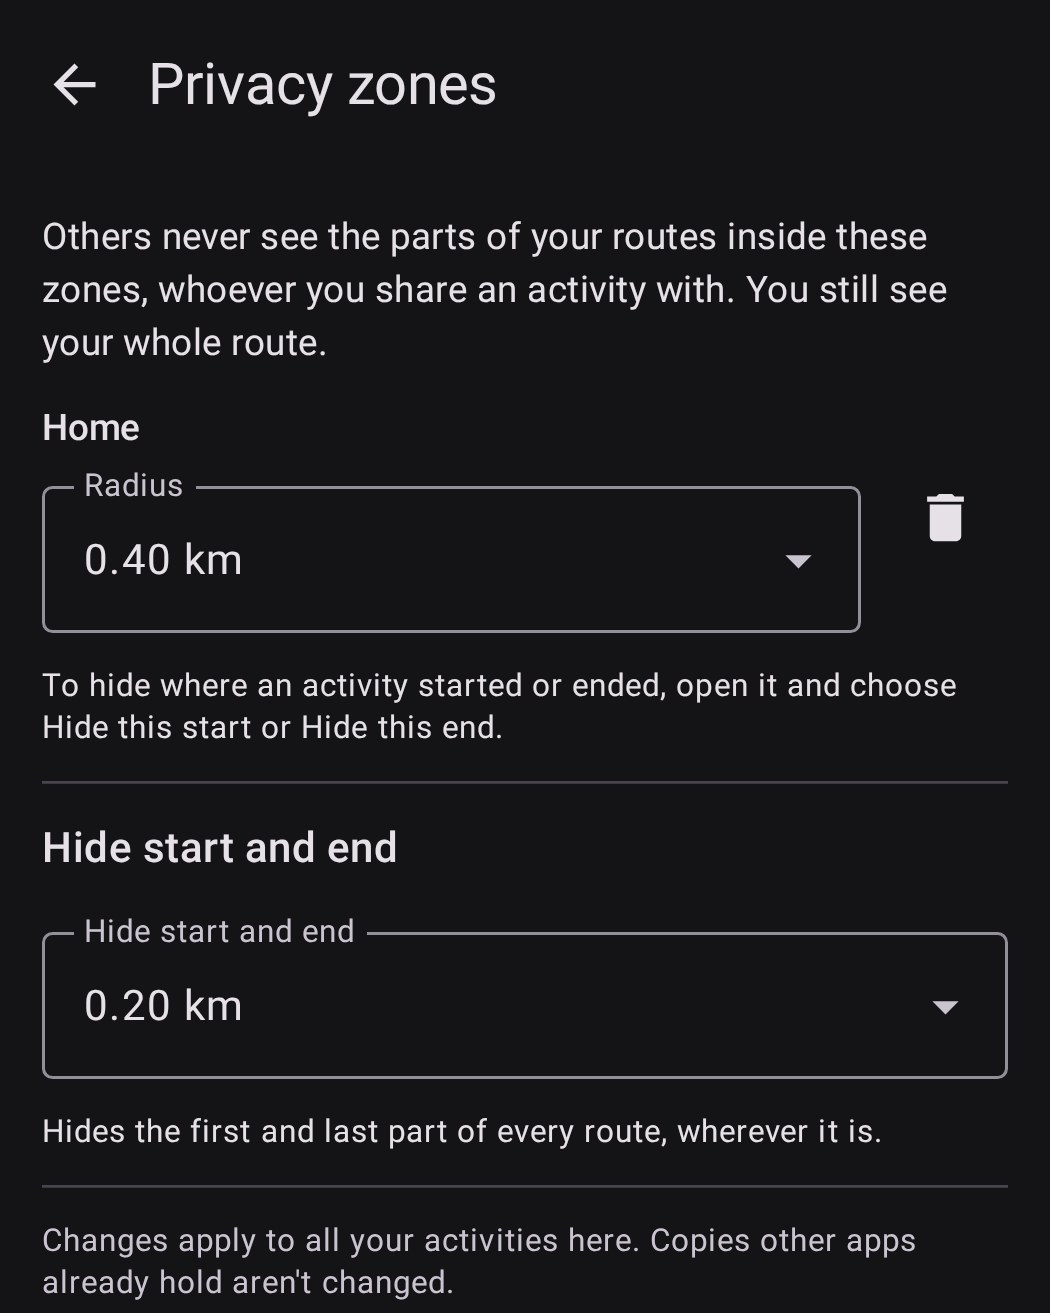 Privacy zones
Others never see the parts of your routes inside these
zones, whoever you share an activity with. You still see
your whole route.
Home
Radius
0.40 km
To hide where an activity started or ended, open it and choose
Hide this start or Hide this end.
Hide start and end
Hide start and end
0.20 km
Hides the first and last part of every route, wherever it is.
Changes apply to all your activities here. Copies other apps
already hold aren't changed.